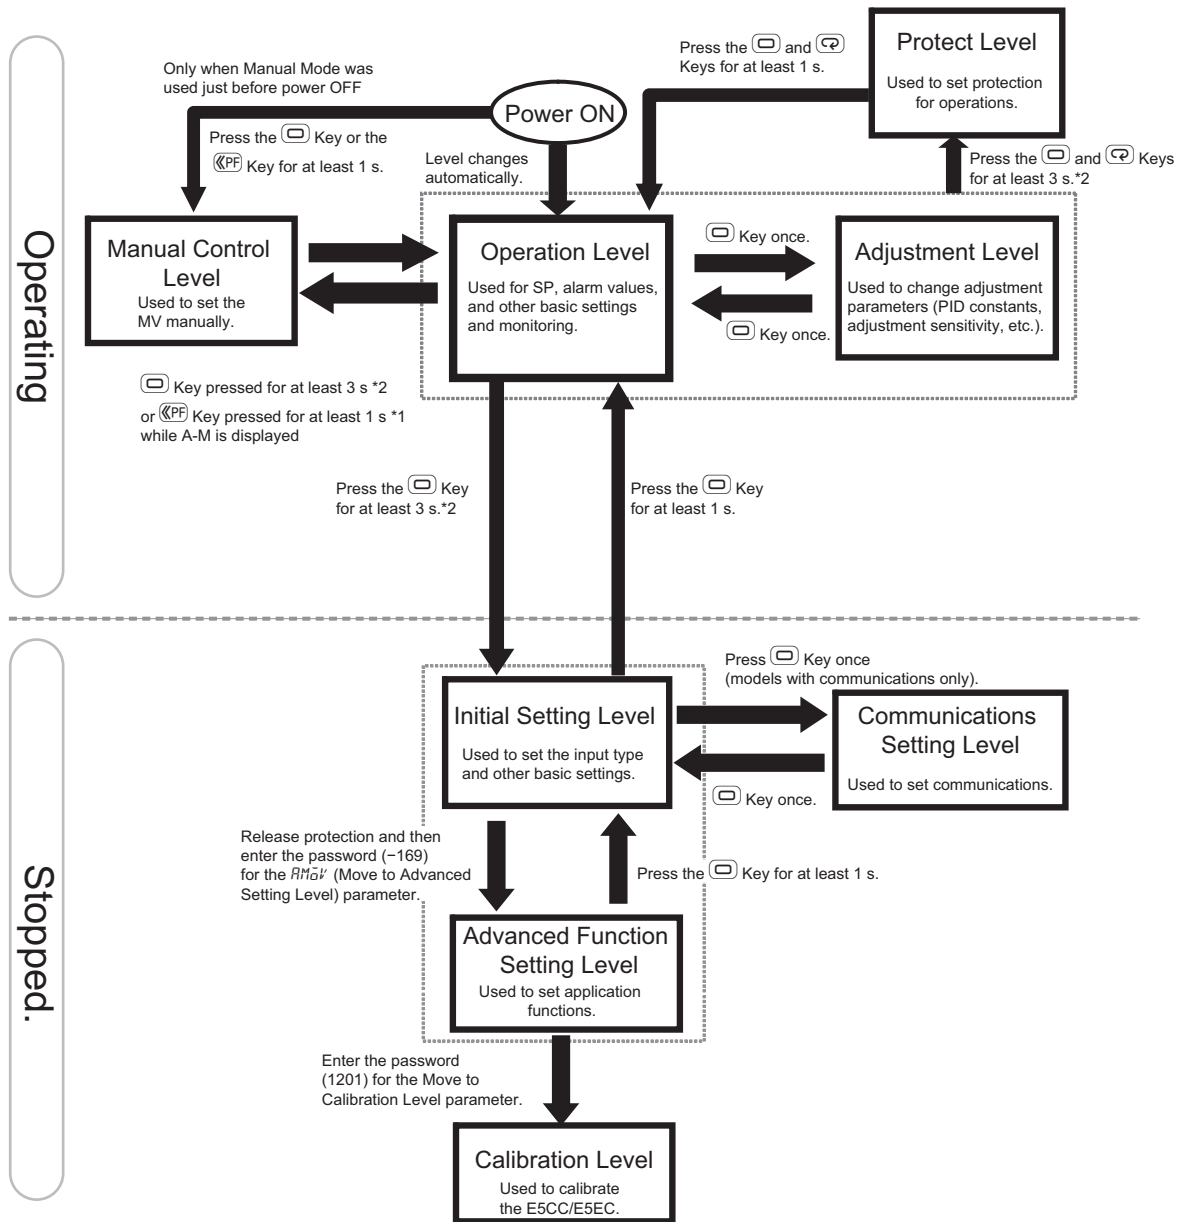 Operating
Only when Manual Mode was
used just before power OFF
Power ON
Press the Key or the
PF Key for at least 1 s.
Level changes
automatically.
Press the and
Keys for at least 1 s.
Protect Level
Used to set protection
for operations.
Press the and Keys
for at least 3 s.*2
Manual Control
Level
Used to set the
MV manually.
Operation Level
Used for SP, alarm values,
and other basic settings
and monitoring.
Key once.
Key once.
Adjustment Level
Used to change adjustment
parameters (PID constants,
adjustment sensitivity, etc.).
Key pressed for at least 3 s *2
or PF Key pressed for at least 1 s *1
while A-M is displayed
Press the Key
for at least 3 s.*2
Press the Key
for at least 1 s.
Stopped.
Initial Setting Level
Used to set the input type
and other basic settings.
Press Key once
(models with communications only).
Communications
Setting Level
Used to set communications.
Key once.
Release protection and then
enter the password (−169)
for the AMoV (Move to Advanced
Setting Level) parameter.
Press the Key for at least 1 s.
Advanced Function
Setting Level
Used to set application
functions.
Enter the password
(1201) for the Move to
Calibration Level parameter.
Calibration Level
Used to calibrate
the E5CC/E5EC.